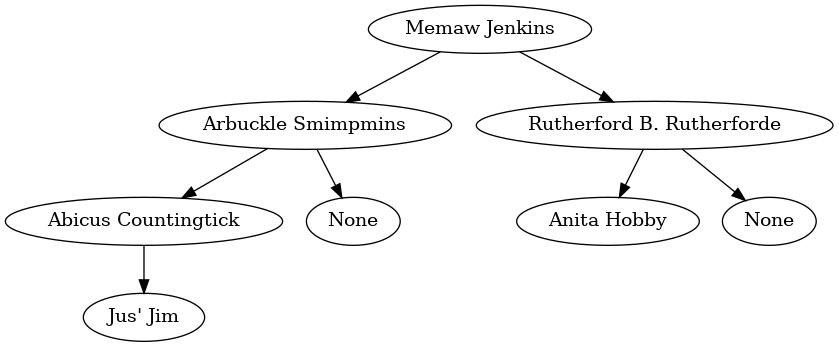 Memaw Jenkins
Arbuckle Smimpmins
Rutherford B. Rutherforde
Abicus Countingtick
None
Anita Hobby
None
Jus' Jim